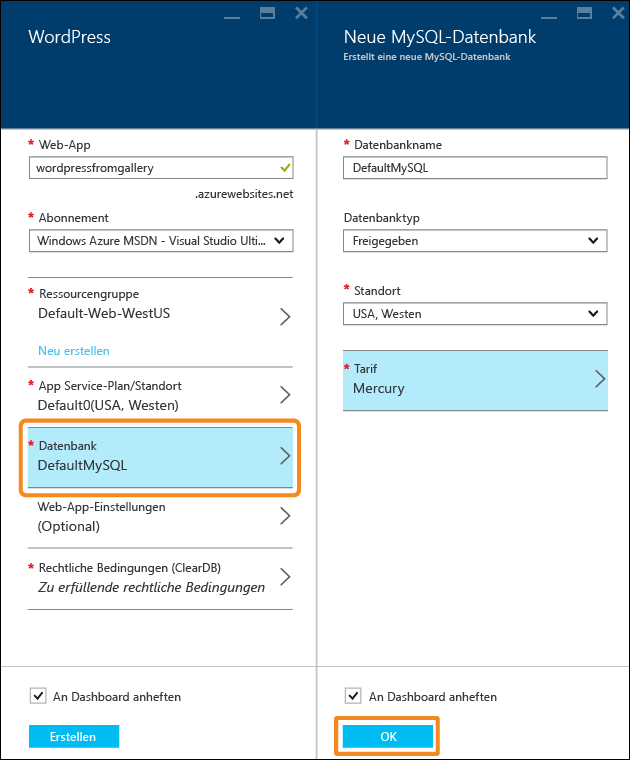 WordPress
* Web-App
wordpressfromgallery
.azurewebsites.net
* Abonnement
Windows Azure MSDN - Visual Studio Ulti...
* Ressourcengruppe
Default-Web-WestUS
Neu erstellen
* App Service-Plan/Standort
Default0(USA, Westen)
* Datenbank
DefaultMySQL
Web-App-Einstellungen
(Optional)
* Rechtliche Bedingungen (ClearDB)
Zu erfüllende rechtliche Bedingungen
An Dashboard anheften
Erstellen
Neue MySQL-Datenbank
Erstellt eine neue MySQL-Datenbank
* Datenbankname
DefaultMySQL
Datenbanktyp
Freigegeben
* Standort
USA, Westen
* Tarif
Mercury
An Dashboard anheften
OK